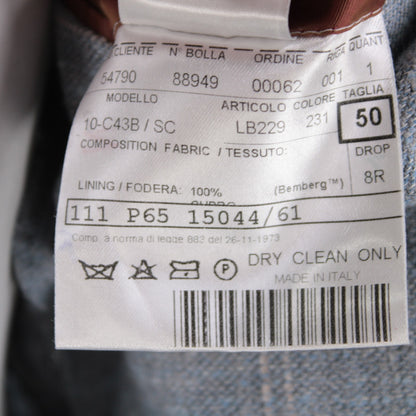 CLIENTE N° BOLLA ORDINE RIGA QUANT
54790 88949 00062 001 1
MODELLO ARTICOLO COLORE TAGLIA
10-C43B / SC LB229 231 50
COMPOSITION FABRIC / TESSUTO: DROP
8R
LINING / FODERA: 100% (Bemberg™)
111 P65 15044/61
Comp. a norma di legge 883 del 26-11-1973
P DRY CLEAN ONLY
MADE IN ITALY